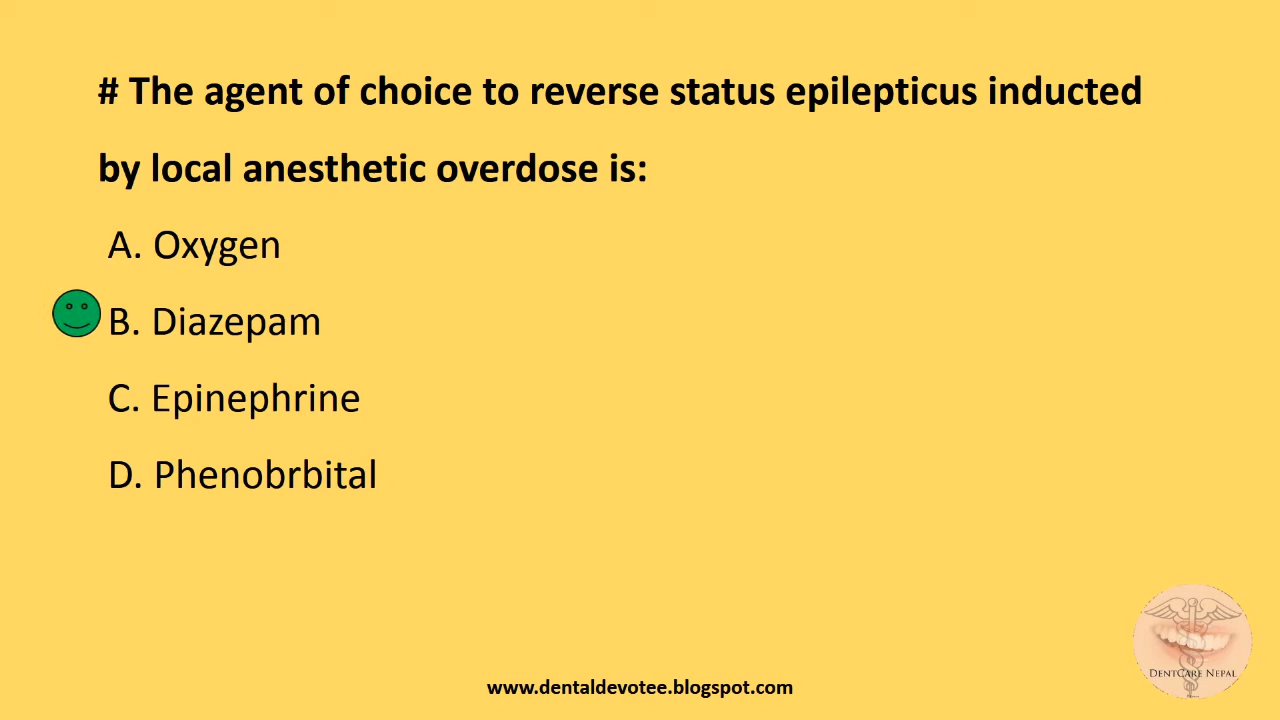 # The agent of choice to reverse status epilepticus inducted
by local anesthetic overdose is:
A. Oxygen
B. Diazepam
C. Epinephrine
D. Phenobrbital
DENTCARE NEPAL
www.dentaldevotee.blogspot.com